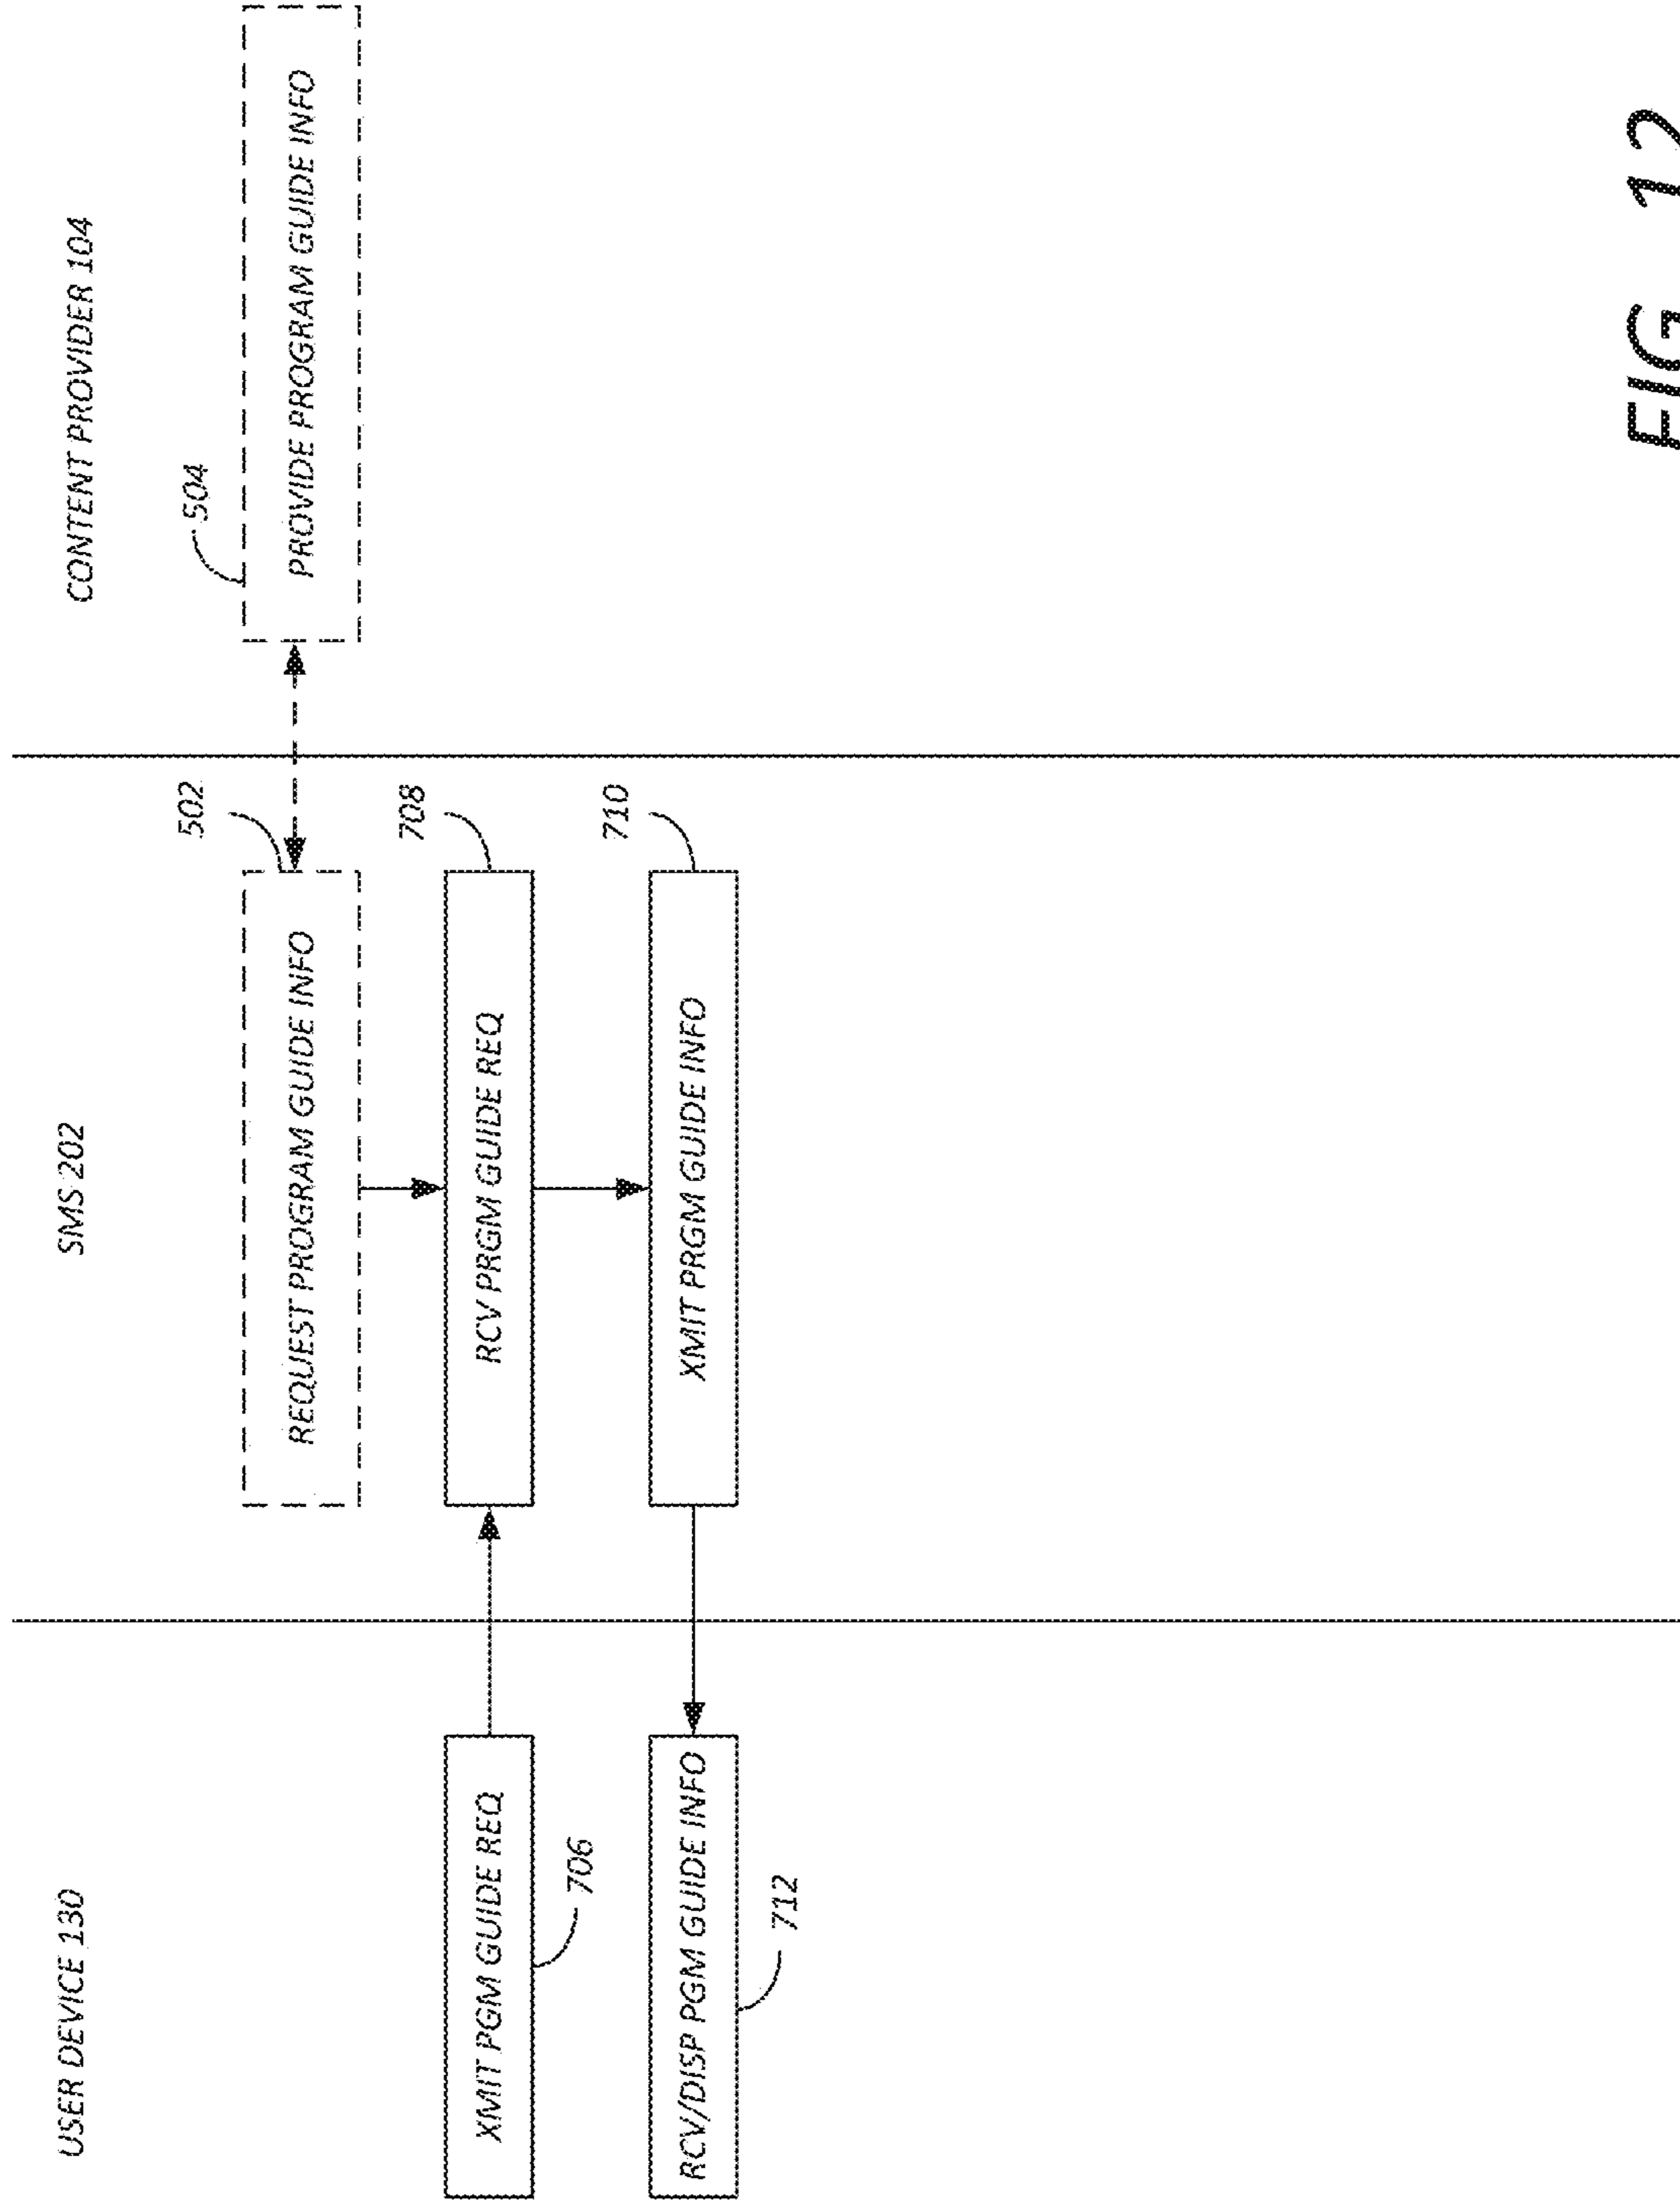 USER DEVICE 130
SMS 202
CONTENT PROVIDER 104
502
504
REQUEST PROGRAM GUIDE INFO
PROVIDE PROGRAM GUIDE INFO
708
XMIT PGM GUIDE REQ
RCV PRGM GUIDE REQ
706
710
RCV/DISP PGM GUIDE INFO
XMIT PRGM GUIDE INFO
712
FIG. 12